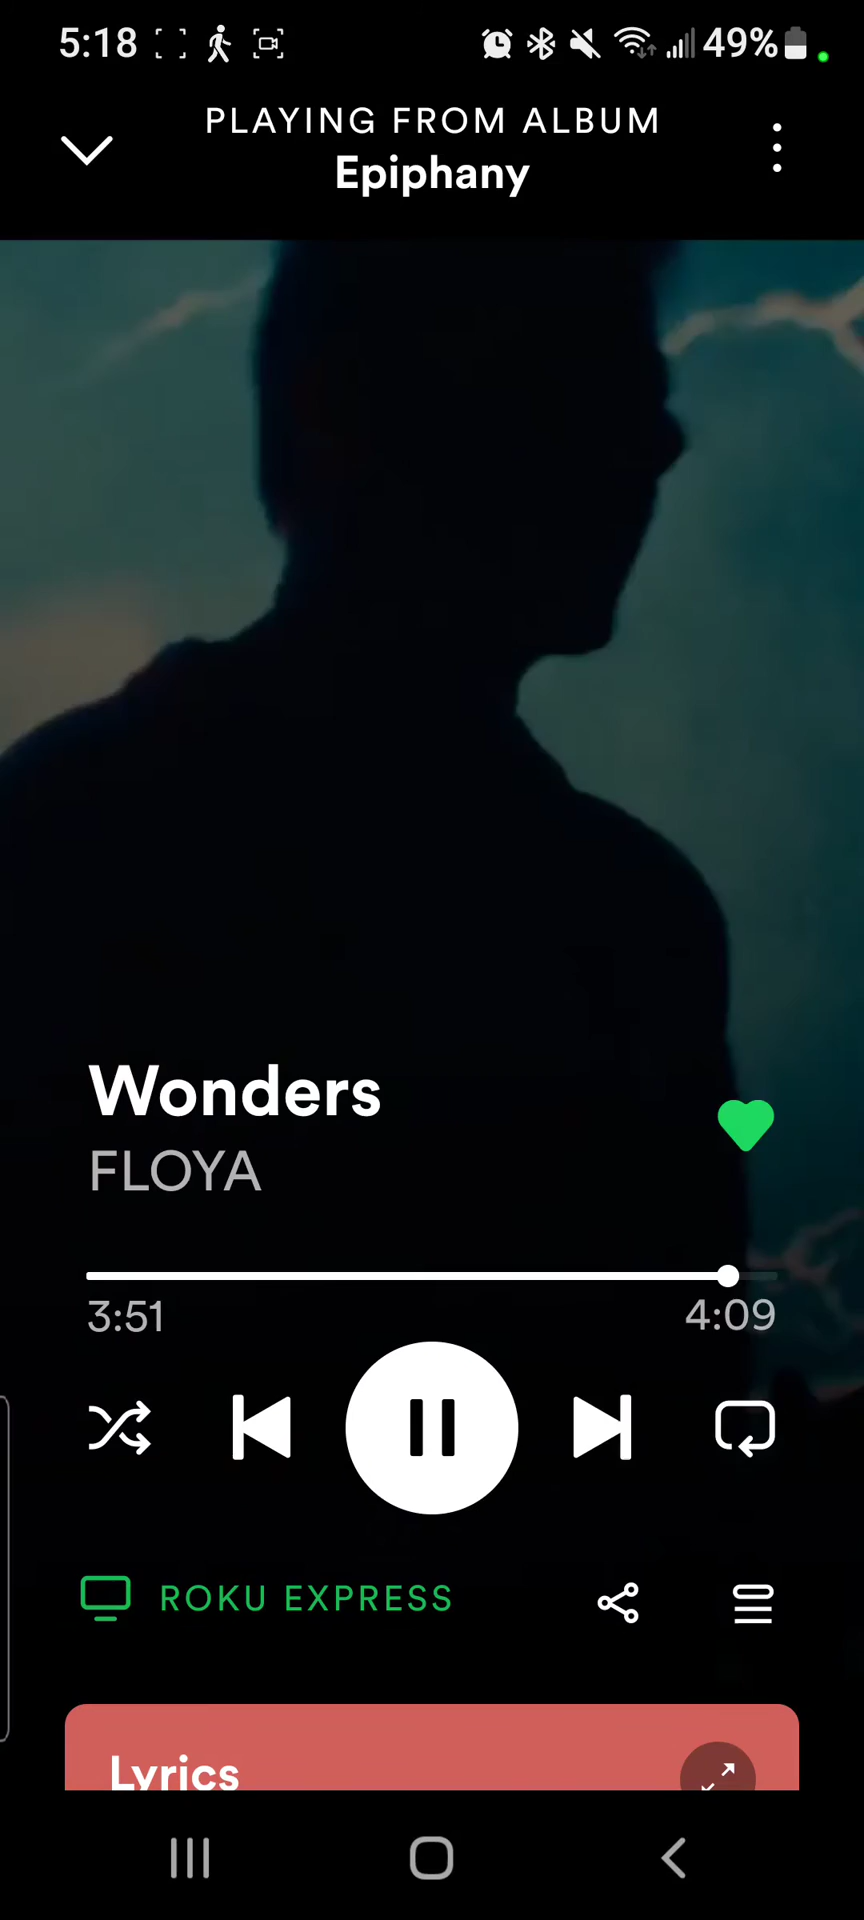 5:18 49%
PLAYING FROM ALBUM
Epiphany
Wonders
FLOYA
3:51 4:09
ROKU EXPRESS
Lyrics